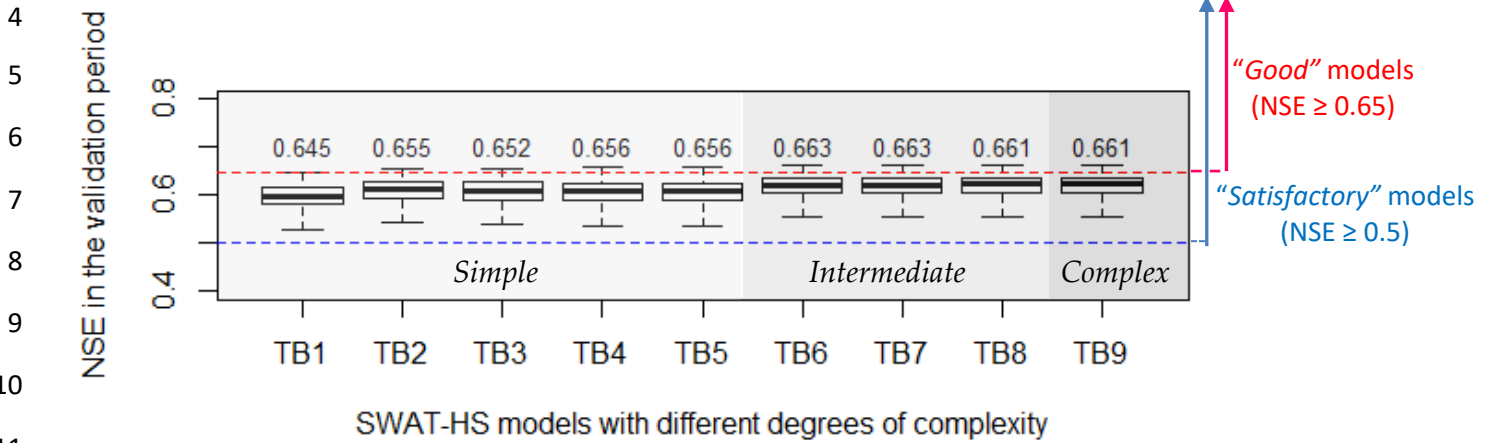 4
5
6
7
8
9
10
NSE in the validation period
0.8
0.6
0.4
0.645 0.655 0.652 0.656 0.656 0.663 0.663 0.661 0.661
Simple Intermediate Complex
TB1 TB2 TB3 TB4 TB5 TB6 TB7 TB8 TB9
SWAT-HS models with different degrees of complexity
“Good” models
(NSE ≥ 0.65)
“Satisfactory” models
(NSE ≥ 0.5)